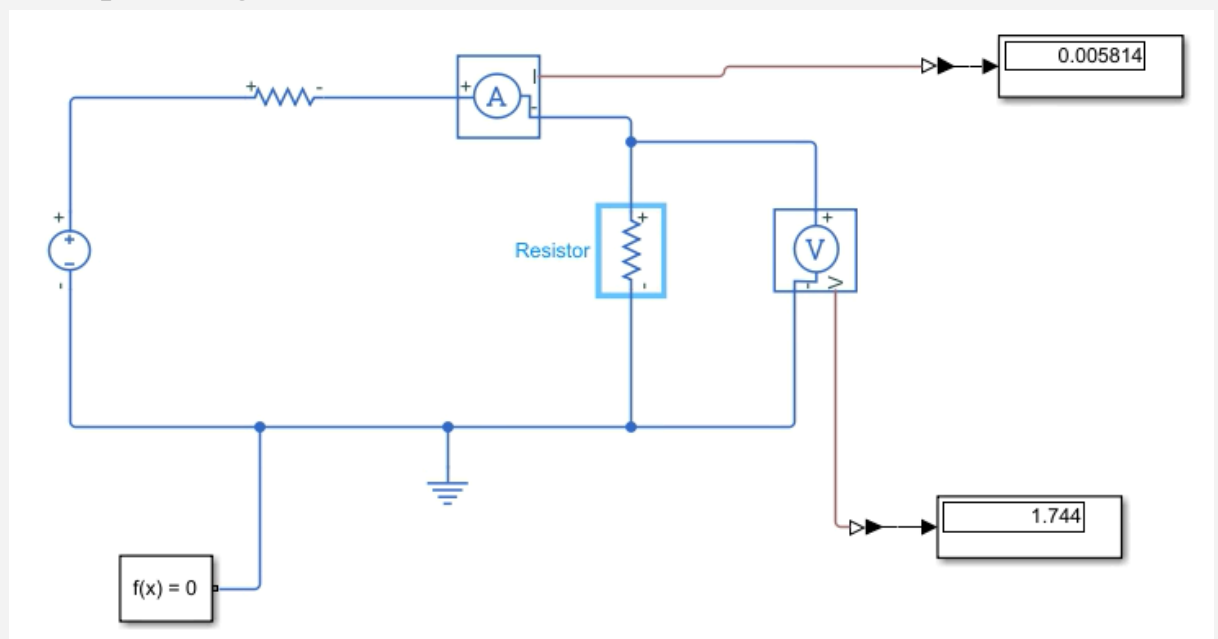 0.005814
+
-
+
A
I
-
+
+
-
-
Resistor
+
-
+
V
-
V
1.744
f(x) = 0